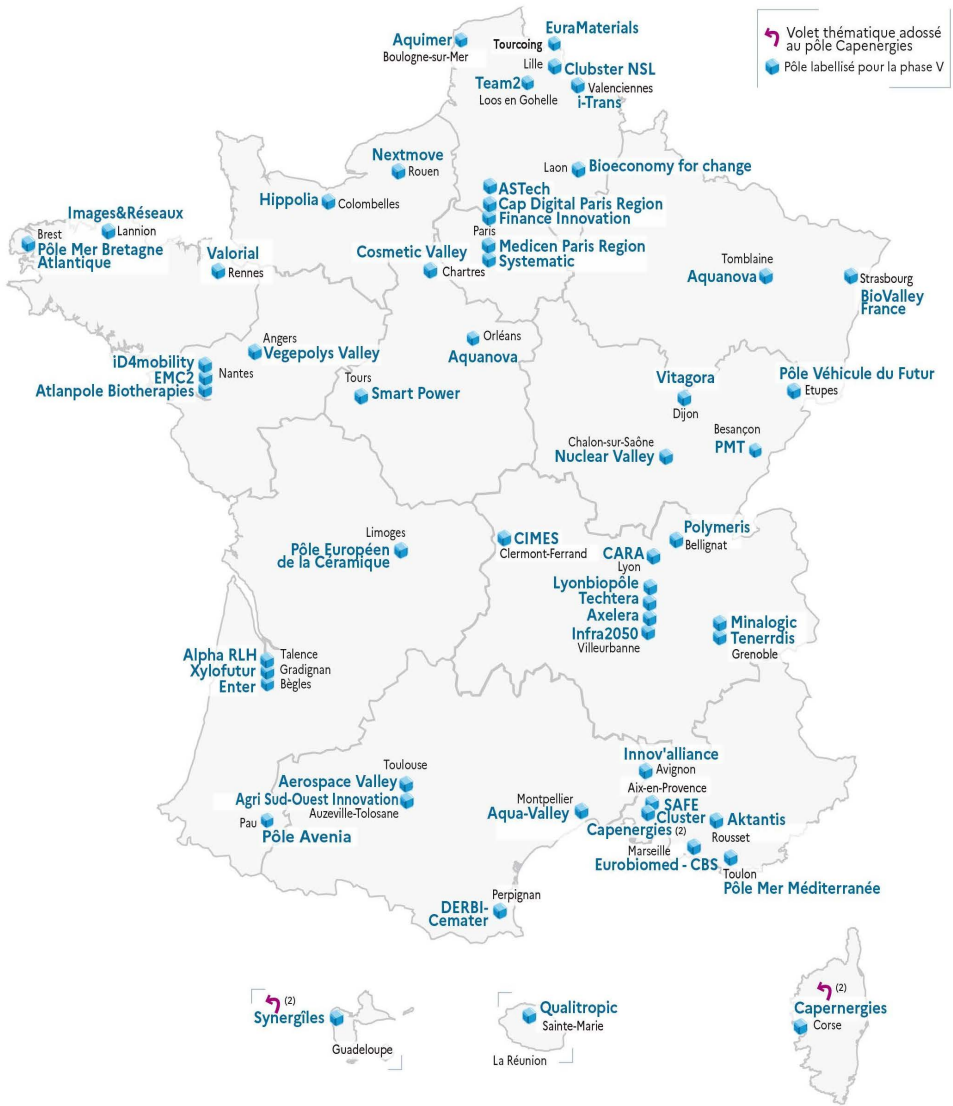 Volet thématique adossé
au pôle Capenergies
Pôle labellisé pour la phase V
EuraMaterials
Tourcoing
Aquimer
Boulogne-sur-Mer
Lille
Clubster NSL
Team2
Loos en Gohelle
Valenciennes
i-Trans
Nextmove
Rouen
Laon
Bioeconomy for change
Hippolia
Colombelles
ASTech
Cap Digital Paris Region
Finance Innovation
Paris
Medicen Paris Region
Systematic
Images&Réseaux
Lannion
Brest
Pôle Mer Bretagne
Atlantique
Valorial
Rennes
Cosmetic Valley
Chartres
Tomblaine
Aquanova
Strasbourg
BioValley
France
Angers
Vegepolys Valley
Orléans
Aquanova
iD4mobility
EMC2
Atlanpole Biotherapies
Nantes
Tours
Smart Power
Vitagora
Dijon
Pôle Véhicule du Futur
Etupes
Besançon
PMT
Chalon-sur-Saône
Nuclear Valley
Limoges
Pôle Européen
de la Céramique
CIMES
Clermont-Ferrand
Polymeris
Bellignat
CARA
Lyon
Lyonbiopôle
Techtera
Axelera
Infra2050
Villeurbanne
Minalogic
Tenerrdis
Grenoble
Alpha RLH
Talence
Xylofutur
Gradignan
Enter
Bègles
Toulouse
Aerospace Valley
Agri Sud-Ouest Innovation
Auzeville-Tolosane
Pau
Pôle Avenia
Montpellier
Aqua-Valley
Innov'alliance
Avignon
Aix-en-Provence
SAFE
Cluster
Capenergies (2)
Aktantis
Rousset
Marseille
Eurobiomed - CBS
Toulon
Pôle Mer Méditerranée
Perpignan
DERBI-
Cemater
(2)
Synergîles
Guadeloupe
Qualitropic
Sainte-Marie
La Réunion
(2)
Capernergies
Corse